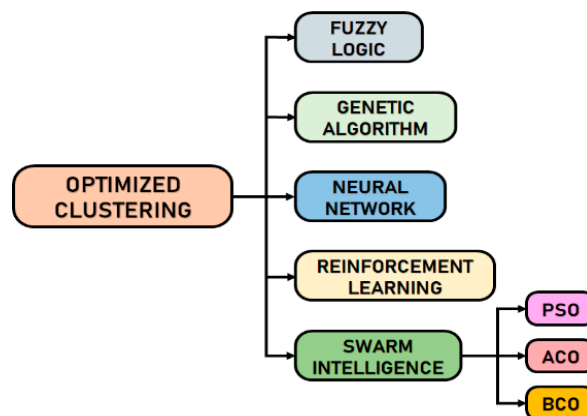 FUZZY
LOGIC
GENETIC
ALGORITHM
OPTIMIZED
CLUSTERING
NEURAL
NETWORK
REINFORCEMENT
LEARNING
SWARM
INTELLIGENCE
PSO
ACO
BCO